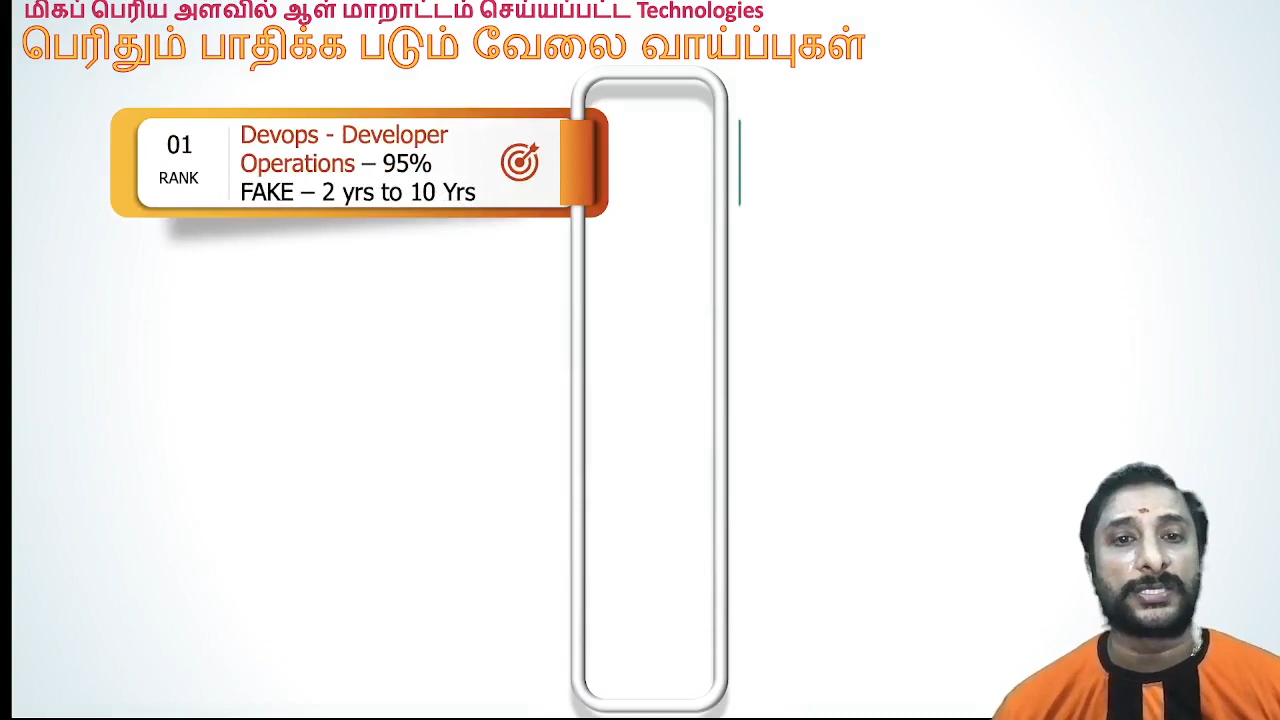 மிகப் பெரிய அளவில் ஆள் மாறாட்டம் செய்யப்பட்ட Technologies
பெரிதும் பாதிக்க படும் வேலை வாய்ப்புகள்
01
RANK
Devops - Developer
Operations – 95%
FAKE – 2 yrs to 10 Yrs